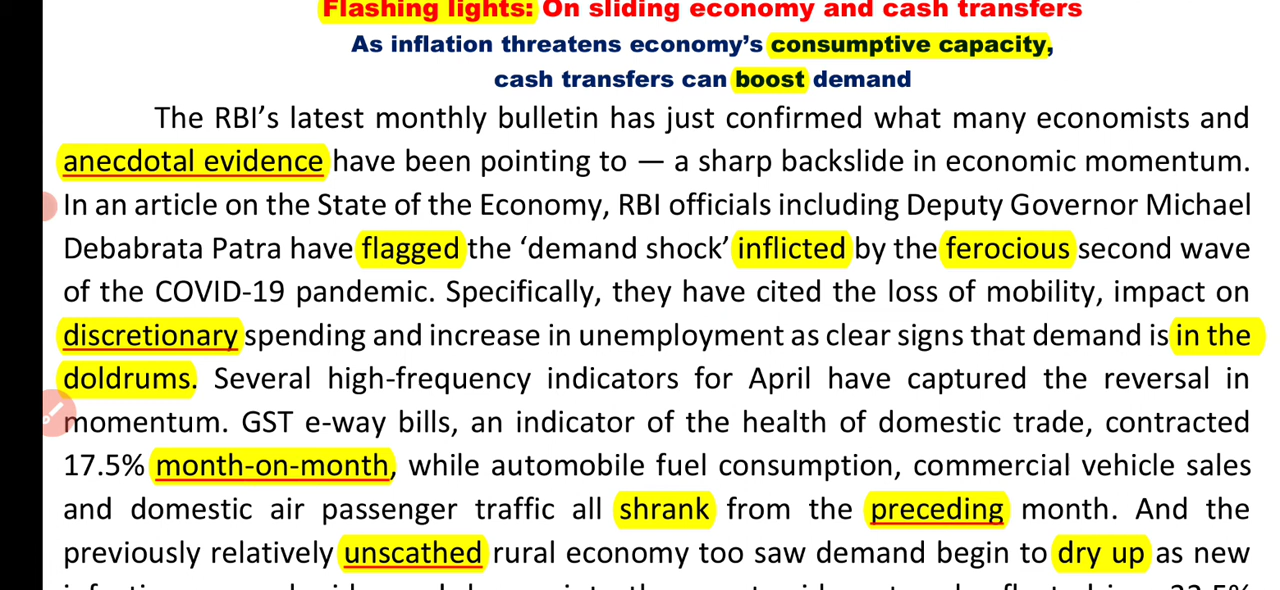 Flashing lights: On sliding economy and cash transfers
As inflation threatens economy’s consumptive capacity,
cash transfers can boost demand
The RBI’s latest monthly bulletin has just confirmed what many economists and
anecdotal evidence have been pointing to — a sharp backslide in economic momentum.
In an article on the State of the Economy, RBI officials including Deputy Governor Michael
Debabrata Patra have flagged the ‘demand shock’ inflicted by the ferocious second wave
of the COVID-19 pandemic. Specifically, they have cited the loss of mobility, impact on
discretionary spending and increase in unemployment as clear signs that demand is in the
doldrums. Several high-frequency indicators for April have captured the reversal in
momentum. GST e-way bills, an indicator of the health of domestic trade, contracted
17.5% month-on-month, while automobile fuel consumption, commercial vehicle sales
and domestic air passenger traffic all shrank from the preceding month. And the
previously relatively unscathed rural economy too saw demand begin to dry up as new